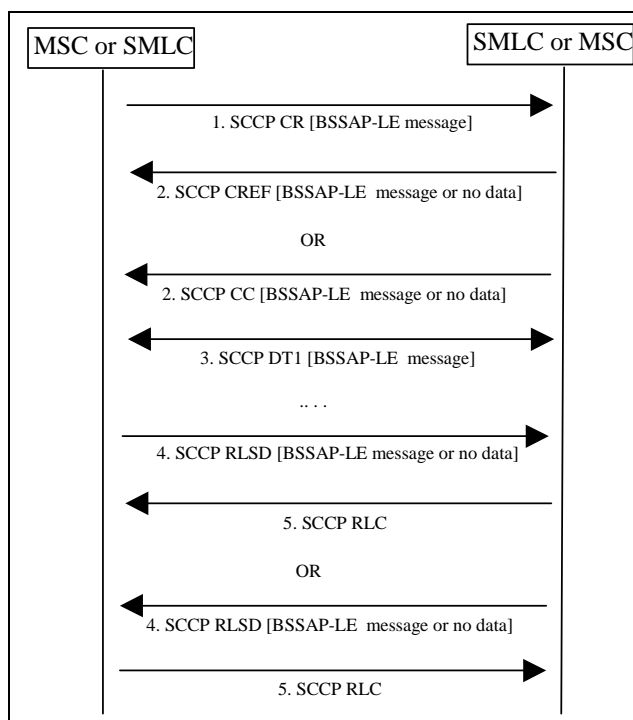 MSC or SMLC
SMLC or MSC
1. SCCP CR [BSSAP-LE message]
2. SCCP CREF [BSSAP-LE message or no data]
OR
2. SCCP CC [BSSAP-LE message or no data]
3. SCCP DT1 [BSSAP-LE message]
.. . .
4. SCCP RLSD [BSSAP-LE message or no data]
5. SCCP RLC
OR
4. SCCP RLSD [BSSAP-LE message or no data]
5. SCCP RLC